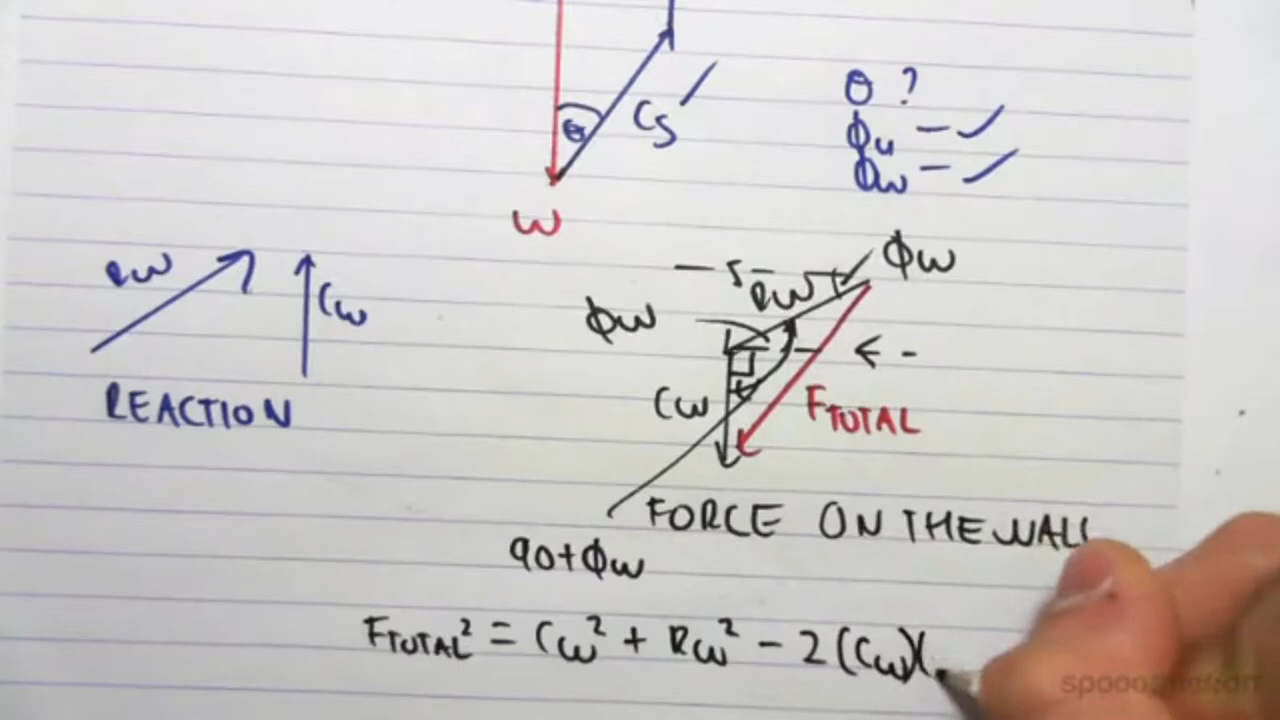 θ
Cs
θ ?
ϕu - ✓
ϕw - ✓
W
Rw
Cw
REACTION
ϕw
Rw
ϕw
Cw
FTOTAL
FORCE ON THE WALL
90+ϕw
FTOTAL² = Cw² + Rw² - 2(Cw)(